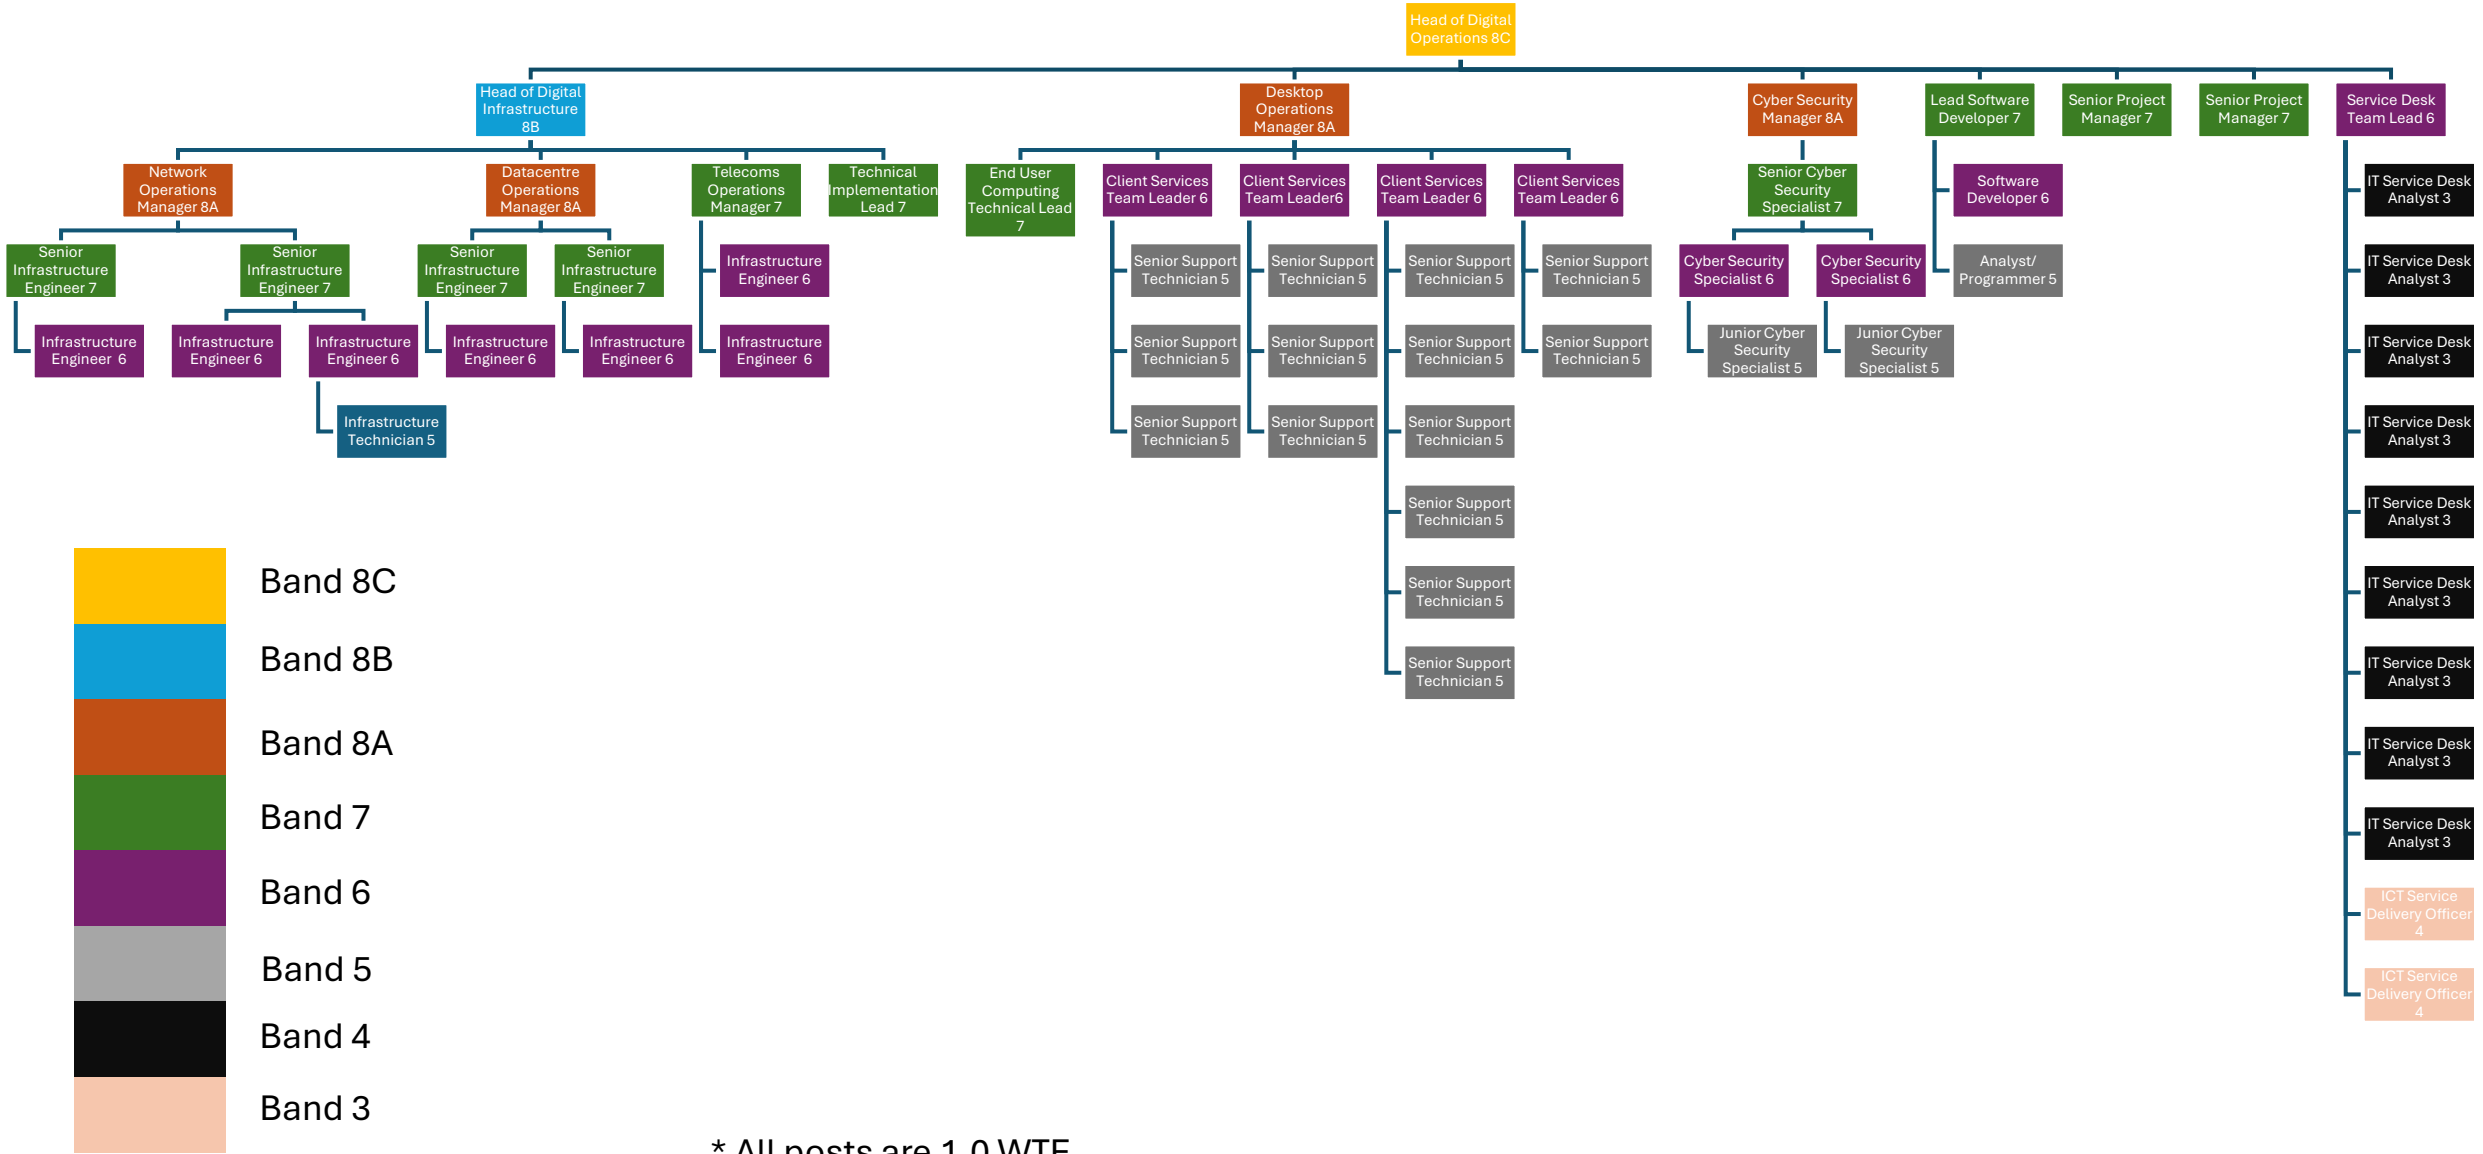 Head of Digital
Operations 8C
Head of Digital
Infrastructure
8B
Desktop
Operations
Manager 8A
Cyber Security
Manager 8A
Lead Software
Developer 7
Senior Project
Manager 7
Senior Project
Manager 7
Service Desk
Team Lead 6
Network
Operations
Manager 8A
Datacentre
Operations
Manager 8A
Telecoms
Operations
Manager 7
Technical
Implementation
Lead 7
End User
Computing
Technical Lead
7
Client Services
Team Leader 6
Client Services
Team Leader6
Client Services
Team Leader 6
Client Services
Team Leader 6
Senior Cyber
Security
Specialist 7
Software
Developer 6
IT Service Desk
Analyst 3
Senior
Infrastructure
Engineer 7
Senior
Infrastructure
Engineer 7
Senior
Infrastructure
Engineer 7
Senior
Infrastructure
Engineer 7
Infrastructure
Engineer 6
Senior Support
Technician 5
Senior Support
Technician 5
Senior Support
Technician 5
Senior Support
Technician 5
Cyber Security
Specialist 6
Cyber Security
Specialist 6
Analyst/
Programmer 5
IT Service Desk
Analyst 3
Infrastructure
Engineer 6
Infrastructure
Engineer 6
Infrastructure
Engineer 6
Infrastructure
Engineer 6
Infrastructure
Engineer 6
Infrastructure
Engineer 6
Senior Support
Technician 5
Senior Support
Technician 5
Senior Support
Technician 5
Senior Support
Technician 5
Junior Cyber
Security
Specialist 5
Junior Cyber
Security
Specialist 5
IT Service Desk
Analyst 3
Infrastructure
Technician 5
Senior Support
Technician 5
Senior Support
Technician 5
Senior Support
Technician 5
IT Service Desk
Analyst 3
Senior Support
Technician 5
IT Service Desk
Analyst 3
Senior Support
Technician 5
IT Service Desk
Analyst 3
Senior Support
Technician 5
IT Service Desk
Analyst 3
IT Service Desk
Analyst 3
IT Service Desk
Analyst 3
ICT Service
Delivery Officer
4
ICT Service
Delivery Officer
4
Band 8C
Band 8B
Band 8A
Band 7
Band 6
Band 5
Band 4
Band 3
* All posts are 1.0 WTE